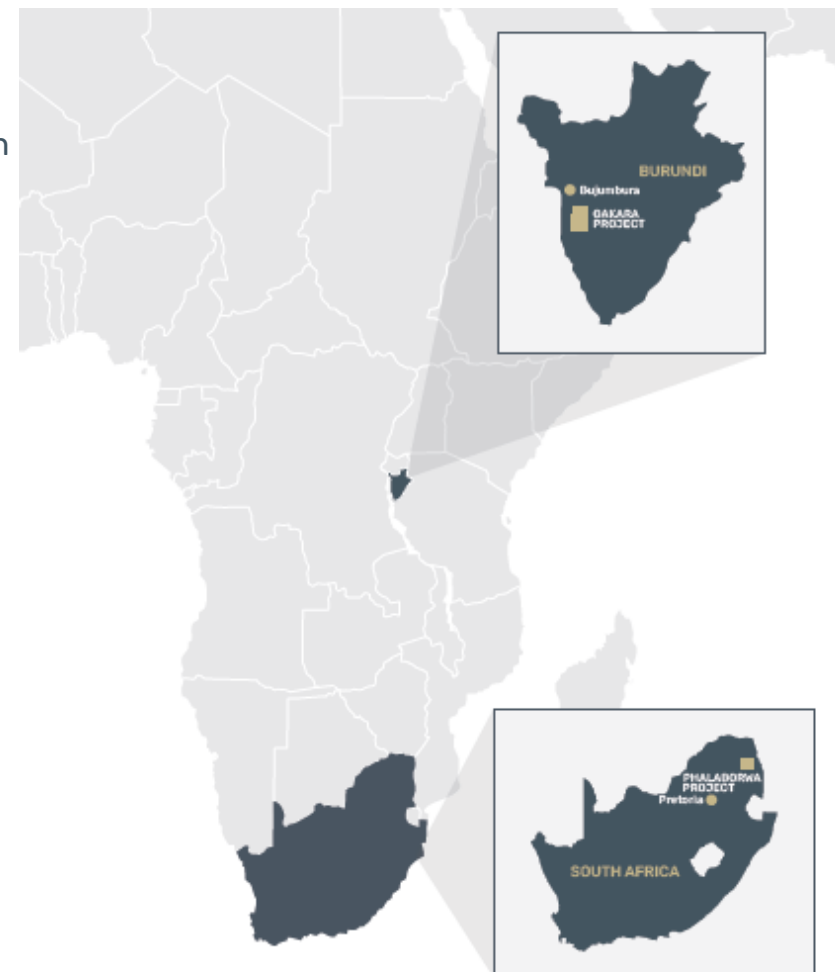 n
BURUNDI
Bujumbura
GAKARA
PROJECT
PHALABORWA
PROJECT
Pretoria
SOUTH AFRICA